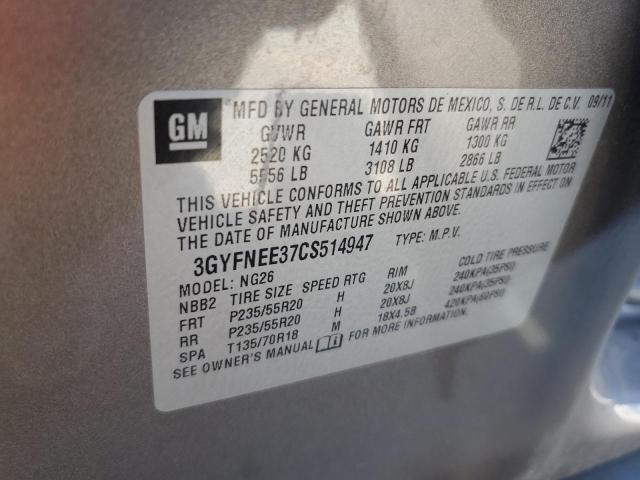 GM
MFD BY GENERAL MOTORS DE MEXICO, S. DE R.L. DE C.V. 09/11
GVWR GAWR FRT GAWR RR
2520 KG 1410 KG 1300 KG
5556 LB 3108 LB 2866 LB
THIS VEHICLE CONFORMS TO ALL APPLICABLE U.S. FEDERAL MOTOR
VEHICLE SAFETY AND THEFT PREVENTION STANDARDS IN EFFECT ON
THE DATE OF MANUFACTURE SHOWN ABOVE.
3GYFNEE37CS514947 TYPE: M.P.V.
MODEL: NG26
NBB2 TIRE SIZE SPEED RTG RIM COLD TIRE PRESSURE
FRT P235/55R20 H 20X8J 240KPA(35PSI)
RR P235/55R20 H 20X8J 240KPA(35PSI)
SPA T135/70R18 M 18X4.5B 420KPA(60PSI)
SEE OWNER'S MANUAL FOR MORE INFORMATION.